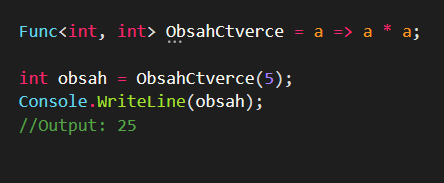 Func<int, int> ObsahCtverce = a => a * a;
int obsah = ObsahCtverce(5);
Console.WriteLine(obsah);
//Output: 25